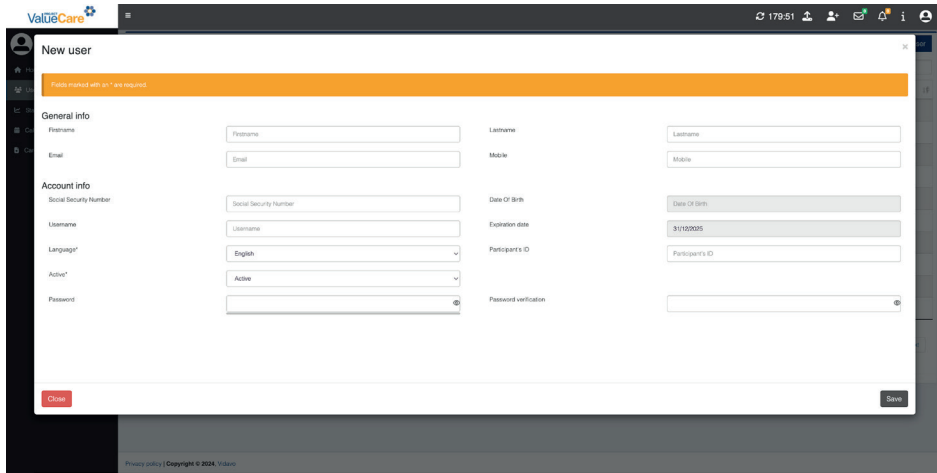 PROJECT
ValueCare
179:51
New user
×
Fields marked with an * are required.
General info
Firstname
Firstname
Lastname
Lastname
Email
Email
Mobile
Mobile
Account info
Social Security Number
Social Security Number
Date Of Birth
Date Of Birth
Username
Username
Expiration date
31/12/2025
Language*
English
Participant's ID
Participant's ID
Active*
Active
Password
Password verification
Close
Save
Privacy policy | Copyright © 2024, Vidavo